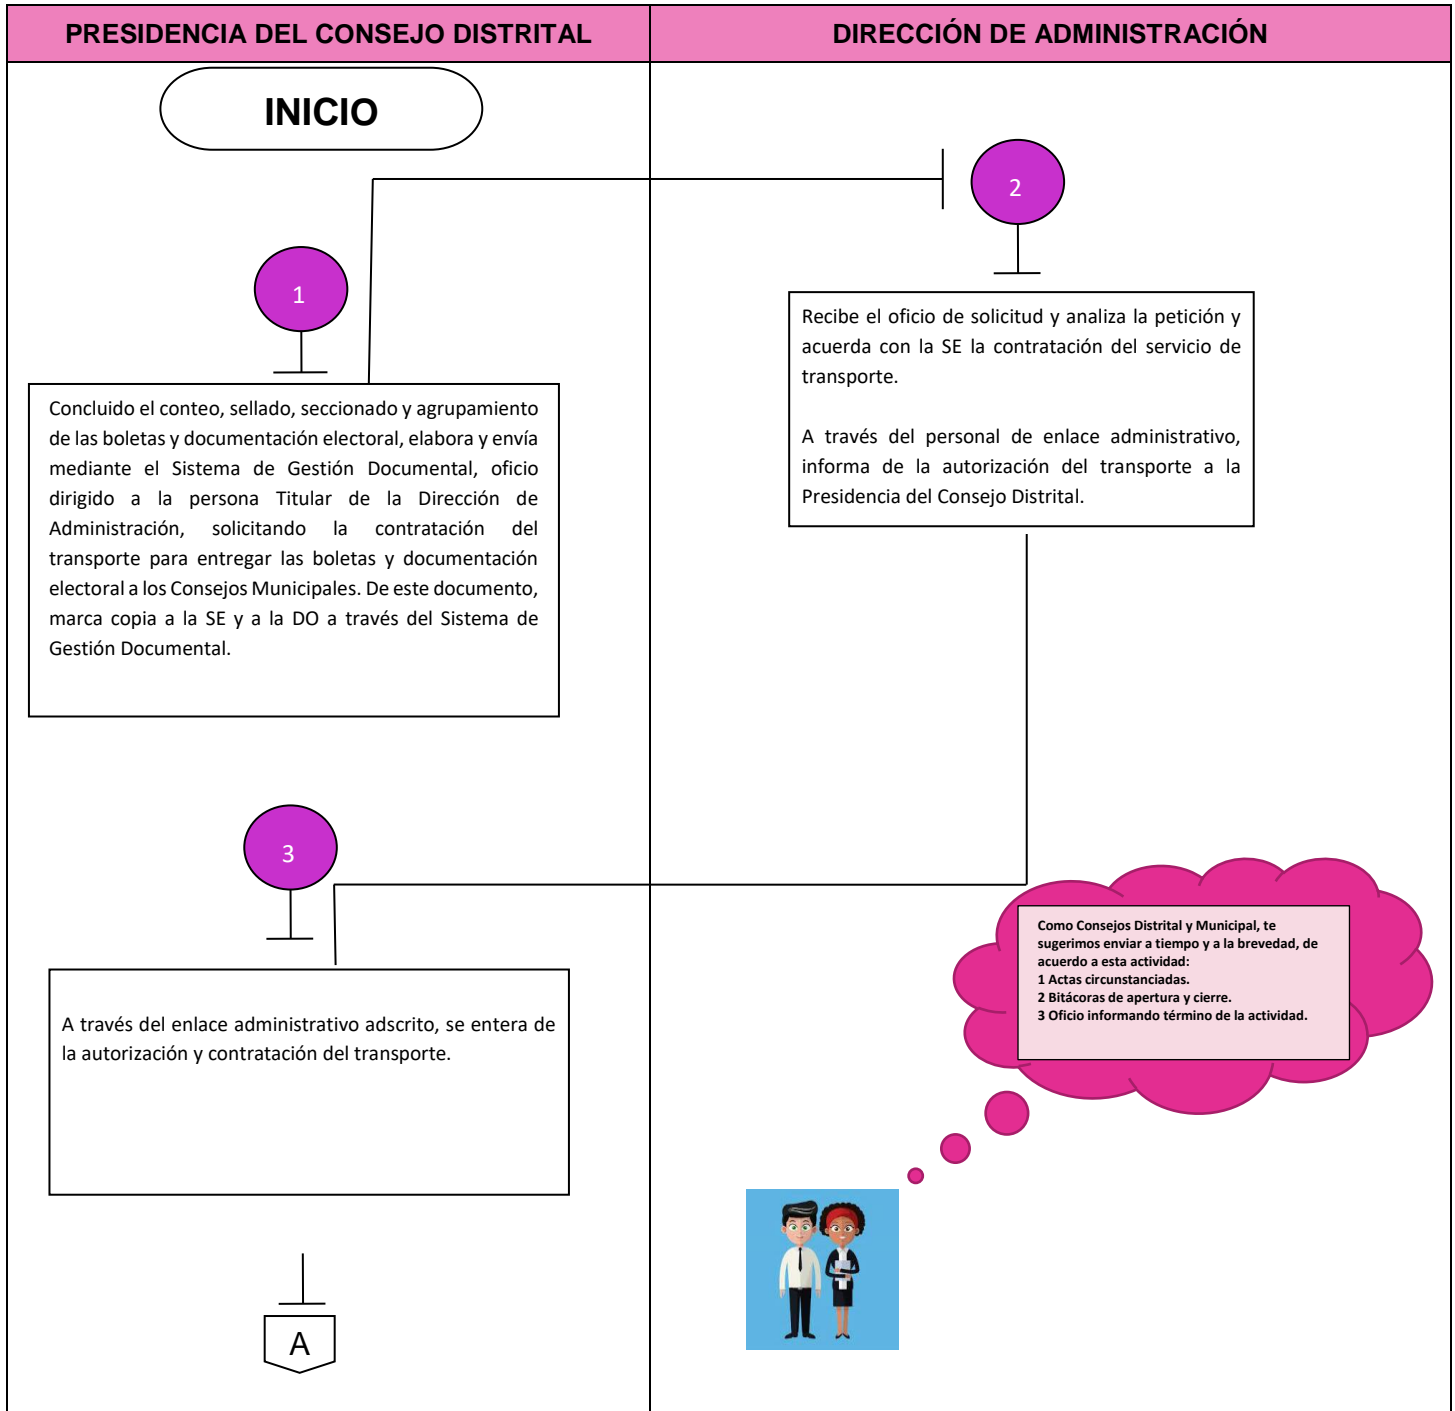 PRESIDENCIA DEL CONSEJO DISTRITAL
DIRECCIÓN DE ADMINISTRACIÓN
INICIO
1
Concluido el conteo, sellado, seccionado y agrupamiento
de las boletas y documentación electoral, elabora y envía
mediante el Sistema de Gestión Documental, oficio
dirigido a la persona Titular de la Dirección de
Administración, solicitando la contratación del
transporte para entregar las boletas y documentación
electoral a los Consejos Municipales. De este documento,
marca copia a la SE y a la DO a través del Sistema de
Gestión Documental.
2
Recibe el oficio de solicitud y analiza la petición y
acuerda con la SE la contratación del servicio de
transporte.
A través del personal de enlace administrativo,
informa de la autorización del transporte a la
Presidencia del Consejo Distrital.
3
A través del enlace administrativo adscrito, se entera de
la autorización y contratación del transporte.
Como Consejos Distrital y Municipal, te
sugerimos enviar a tiempo y a la brevedad, de
acuerdo a esta actividad:
1 Actas circunstanciadas.
2 Bitácoras de apertura y cierre.
3 Oficio informando término de la actividad.
A